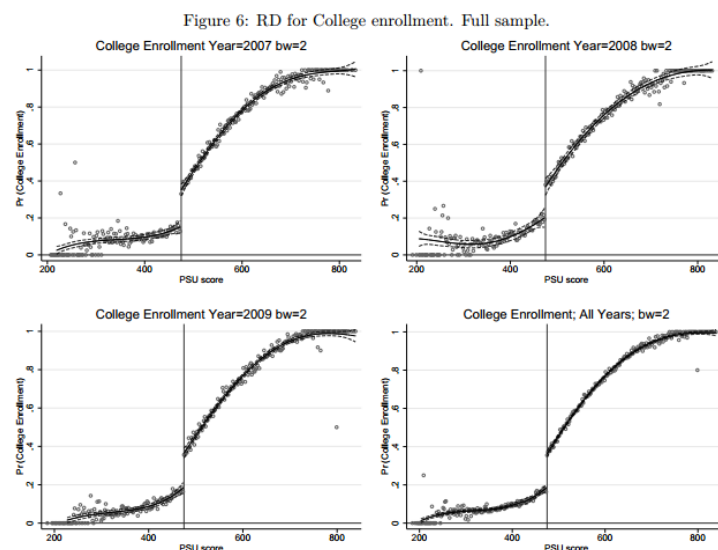 Figure 6: RD for College enrollment. Full sample.
College Enrollment Year=2007 bw=2
Pr (College Enrollment)
1
.8
.6
.4
.2
0
200 400 600 800
PSU score
College Enrollment Year=2008 bw=2
Pr (College Enrollment)
1
.8
.6
.4
.2
0
200 400 600 800
PSU score
College Enrollment Year=2009 bw=2
Pr (College Enrollment)
1
.8
.6
.4
.2
0
200 400 600 800
PSU score
College Enrollment; All Years; bw=2
Pr (College Enrollment)
1
.8
.6
.4
.2
0
200 400 600 800
PSU score